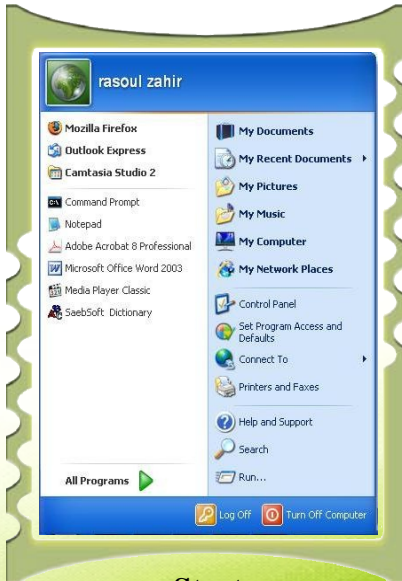 rasoul zahir
Mozilla Firefox
Outlook Express
Camtasia Studio 2
Command Prompt
Notepad
Adobe Acrobat 8 Professional
Microsoft Office Word 2003
Media Player Classic
SaebSoft Dictionary
All Programs
My Documents
My Recent Documents
My Pictures
My Music
My Computer
My Network Places
Control Panel
Set Program Access and
Defaults
Connect To
Printers and Faxes
Help and Support
Search
Run...
Log Off
Turn Off Computer